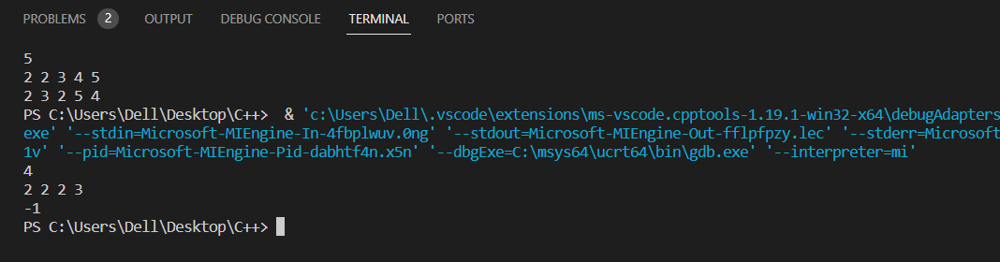 PROBLEMS 2 OUTPUT DEBUG CONSOLE TERMINAL PORTS
5
2 2 3 4 5
2 3 2 5 4
PS C:\Users\Dell\Desktop\C++>  & 'c:\Users\Dell\.vscode\extensions\ms-vscode.cpptools-1.19.1-win32-x64\debugAdapters
exe' '--stdin=Microsoft-MIEngine-In-4fbplwuv.0ng' '--stdout=Microsoft-MIEngine-Out-fflpfpzy.lec' '--stderr=Microsoft
1v' '--pid=Microsoft-MIEngine-Pid-dabhtf4n.x5n' '--dbgExe=C:\msys64\ucrt64\bin\gdb.exe' '--interpreter=mi'
4
2 2 2 3
-1
PS C:\Users\Dell\Desktop\C++>